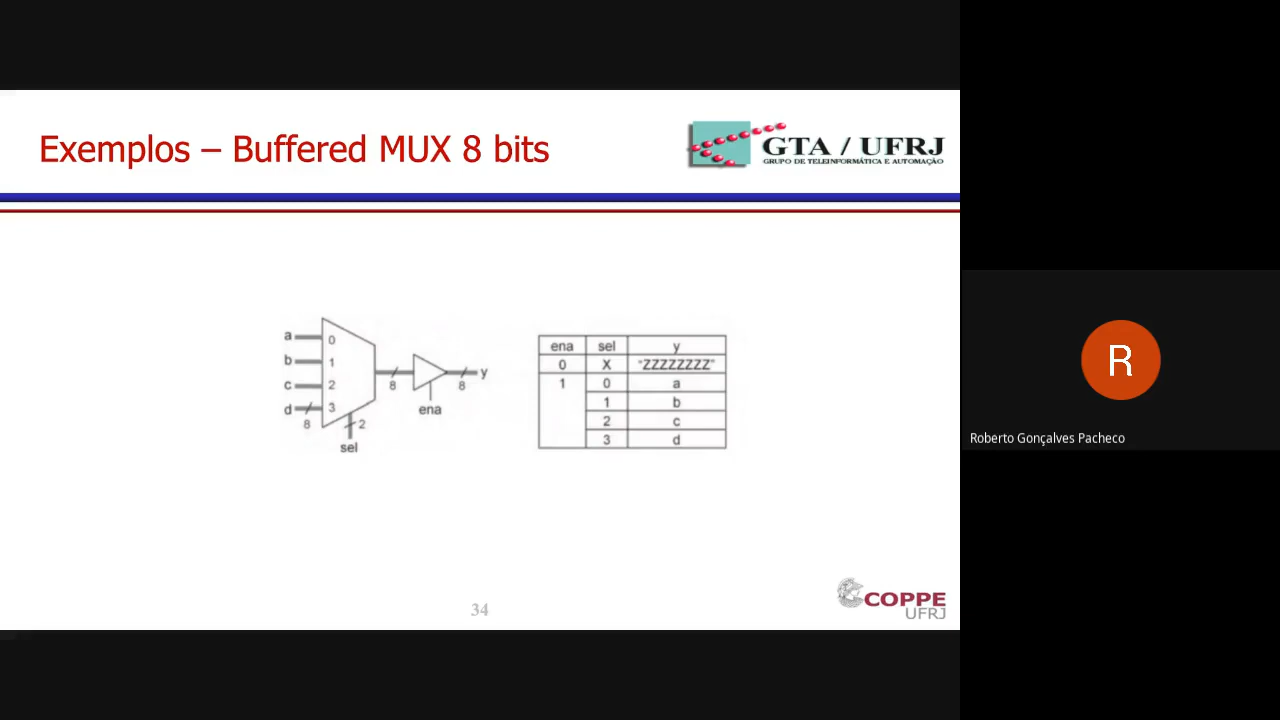 Exemplos – Buffered MUX 8 bits
GTA / UFRJ
GRUPO DE TELEINFORMÁTICA E AUTOMAÇÃO
a
b
c
d
0
1
2
3
8
2
sel
8
ena
8
y
ena sel y
0 X "ZZZZZZZZ"
1 0 a
1 b
2 c
3 d
34
COPPE
UFRJ
R
Roberto Gonçalves Pacheco